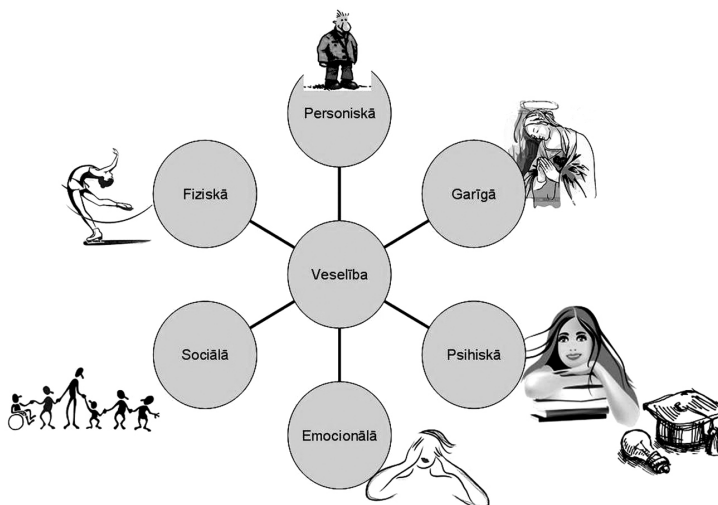 Personiskā
Fiziskā
Garīgā
Veselība
Sociālā
Psihiskā
Emocionālā